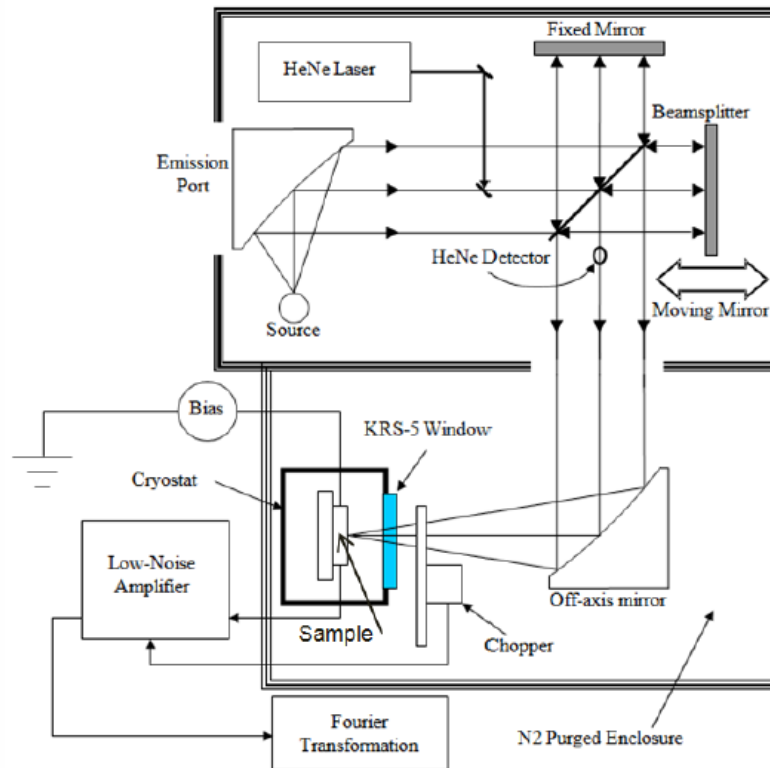 Fixed Mirror
HeNe Laser
Beamsplitter
Emission
Port
HeNe Detector
Source
Moving Mirror
Bias
KRS-5 Window
Cryostat
Low-Noise
Amplifier
Off-axis mirror
Sample
Chopper
Fourier
Transformation
N2 Purged Enclosure